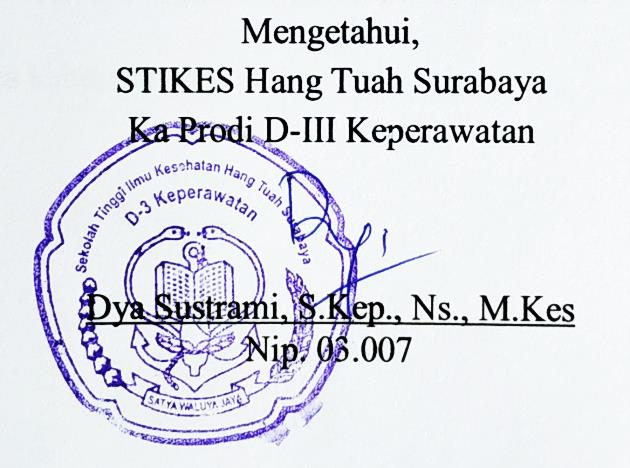 Mengetahui,
STIKES Hang Tuah Surabaya
Ka Prodi D-III Keperawatan
Sekolah Tinggi Ilmu Kesehatan Hang Tuah Surabaya
D-3 Keperawatan
Dya Sustrami, S.Kep., Ns., M.Kes
Nip. 03.007
SATYA WALUYA JAYA